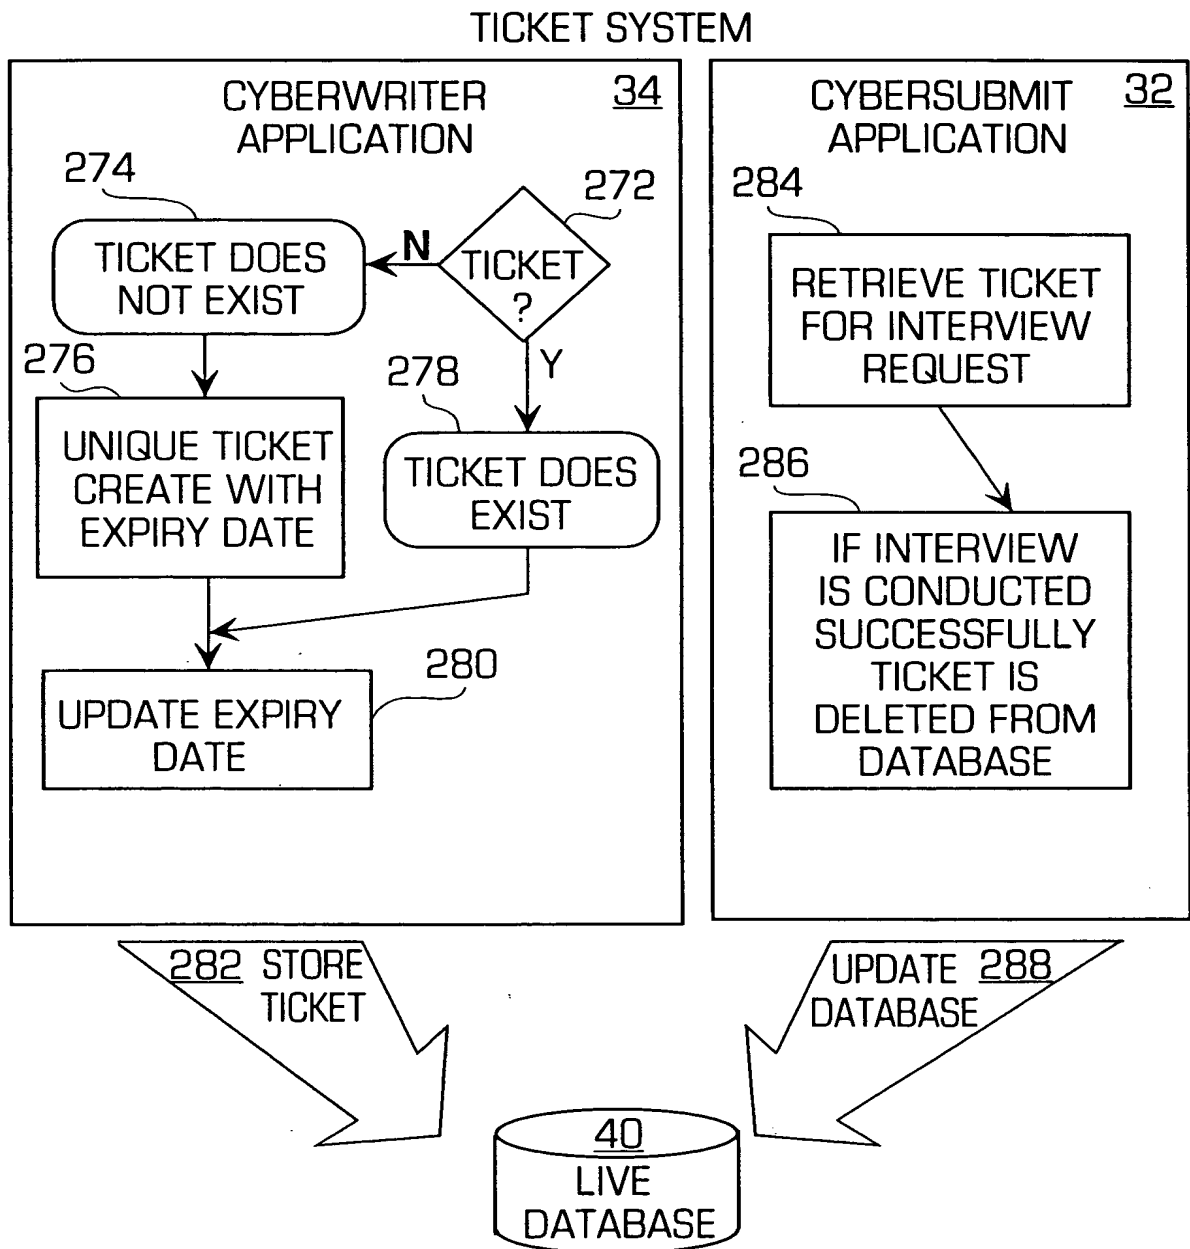 TICKET SYSTEM
CYBERWRITER
APPLICATION
34
274
272
TICKET DOES
NOT EXIST
N
TICKET
?
Y
276
278
UNIQUE TICKET
CREATE WITH
EXPIRY DATE
TICKET DOES
EXIST
280
UPDATE EXPIRY
DATE
CYBERSUBMIT
APPLICATION
32
284
RETRIEVE TICKET
FOR INTERVIEW
REQUEST
286
IF INTERVIEW
IS CONDUCTED
SUCCESSFULLY
TICKET IS
DELETED FROM
DATABASE
282 STORE
TICKET
UPDATE 288
DATABASE
40
LIVE
DATABASE